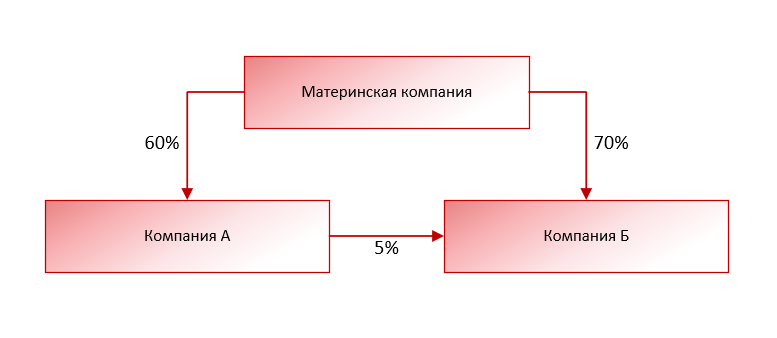 Материнская компания
60%
70%
Компания А
5%
Компания Б